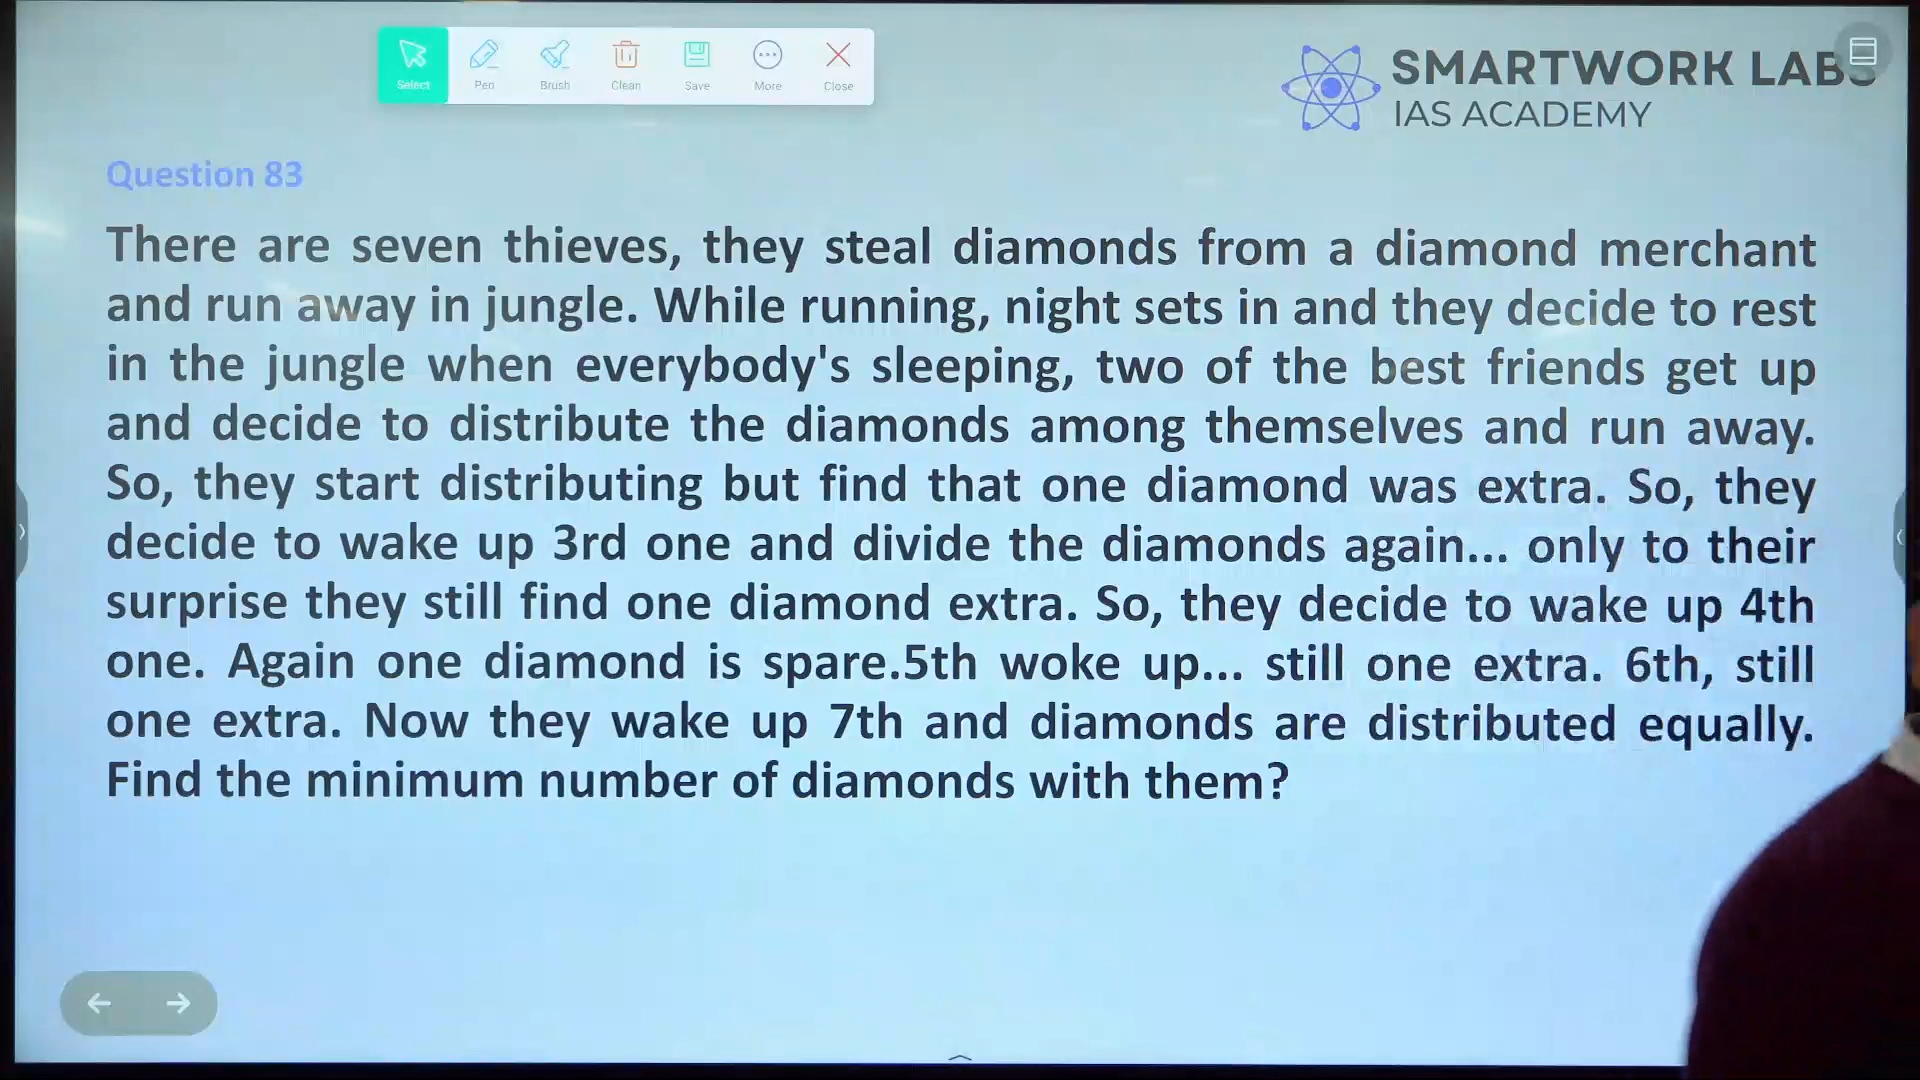 Select Pen Brush Clean Save More Close
SMARTWORK LABS
IAS ACADEMY
Question 83
There are seven thieves, they steal diamonds from a diamond merchant
and run away in jungle. While running, night sets in and they decide to rest
in the jungle when everybody's sleeping, two of the best friends get up
and decide to distribute the diamonds among themselves and run away.
So, they start distributing but find that one diamond was extra. So, they
decide to wake up 3rd one and divide the diamonds again... only to their
surprise they still find one diamond extra. So, they decide to wake up 4th
one. Again one diamond is spare.5th woke up... still one extra. 6th, still
one extra. Now they wake up 7th and diamonds are distributed equally.
Find the minimum number of diamonds with them?